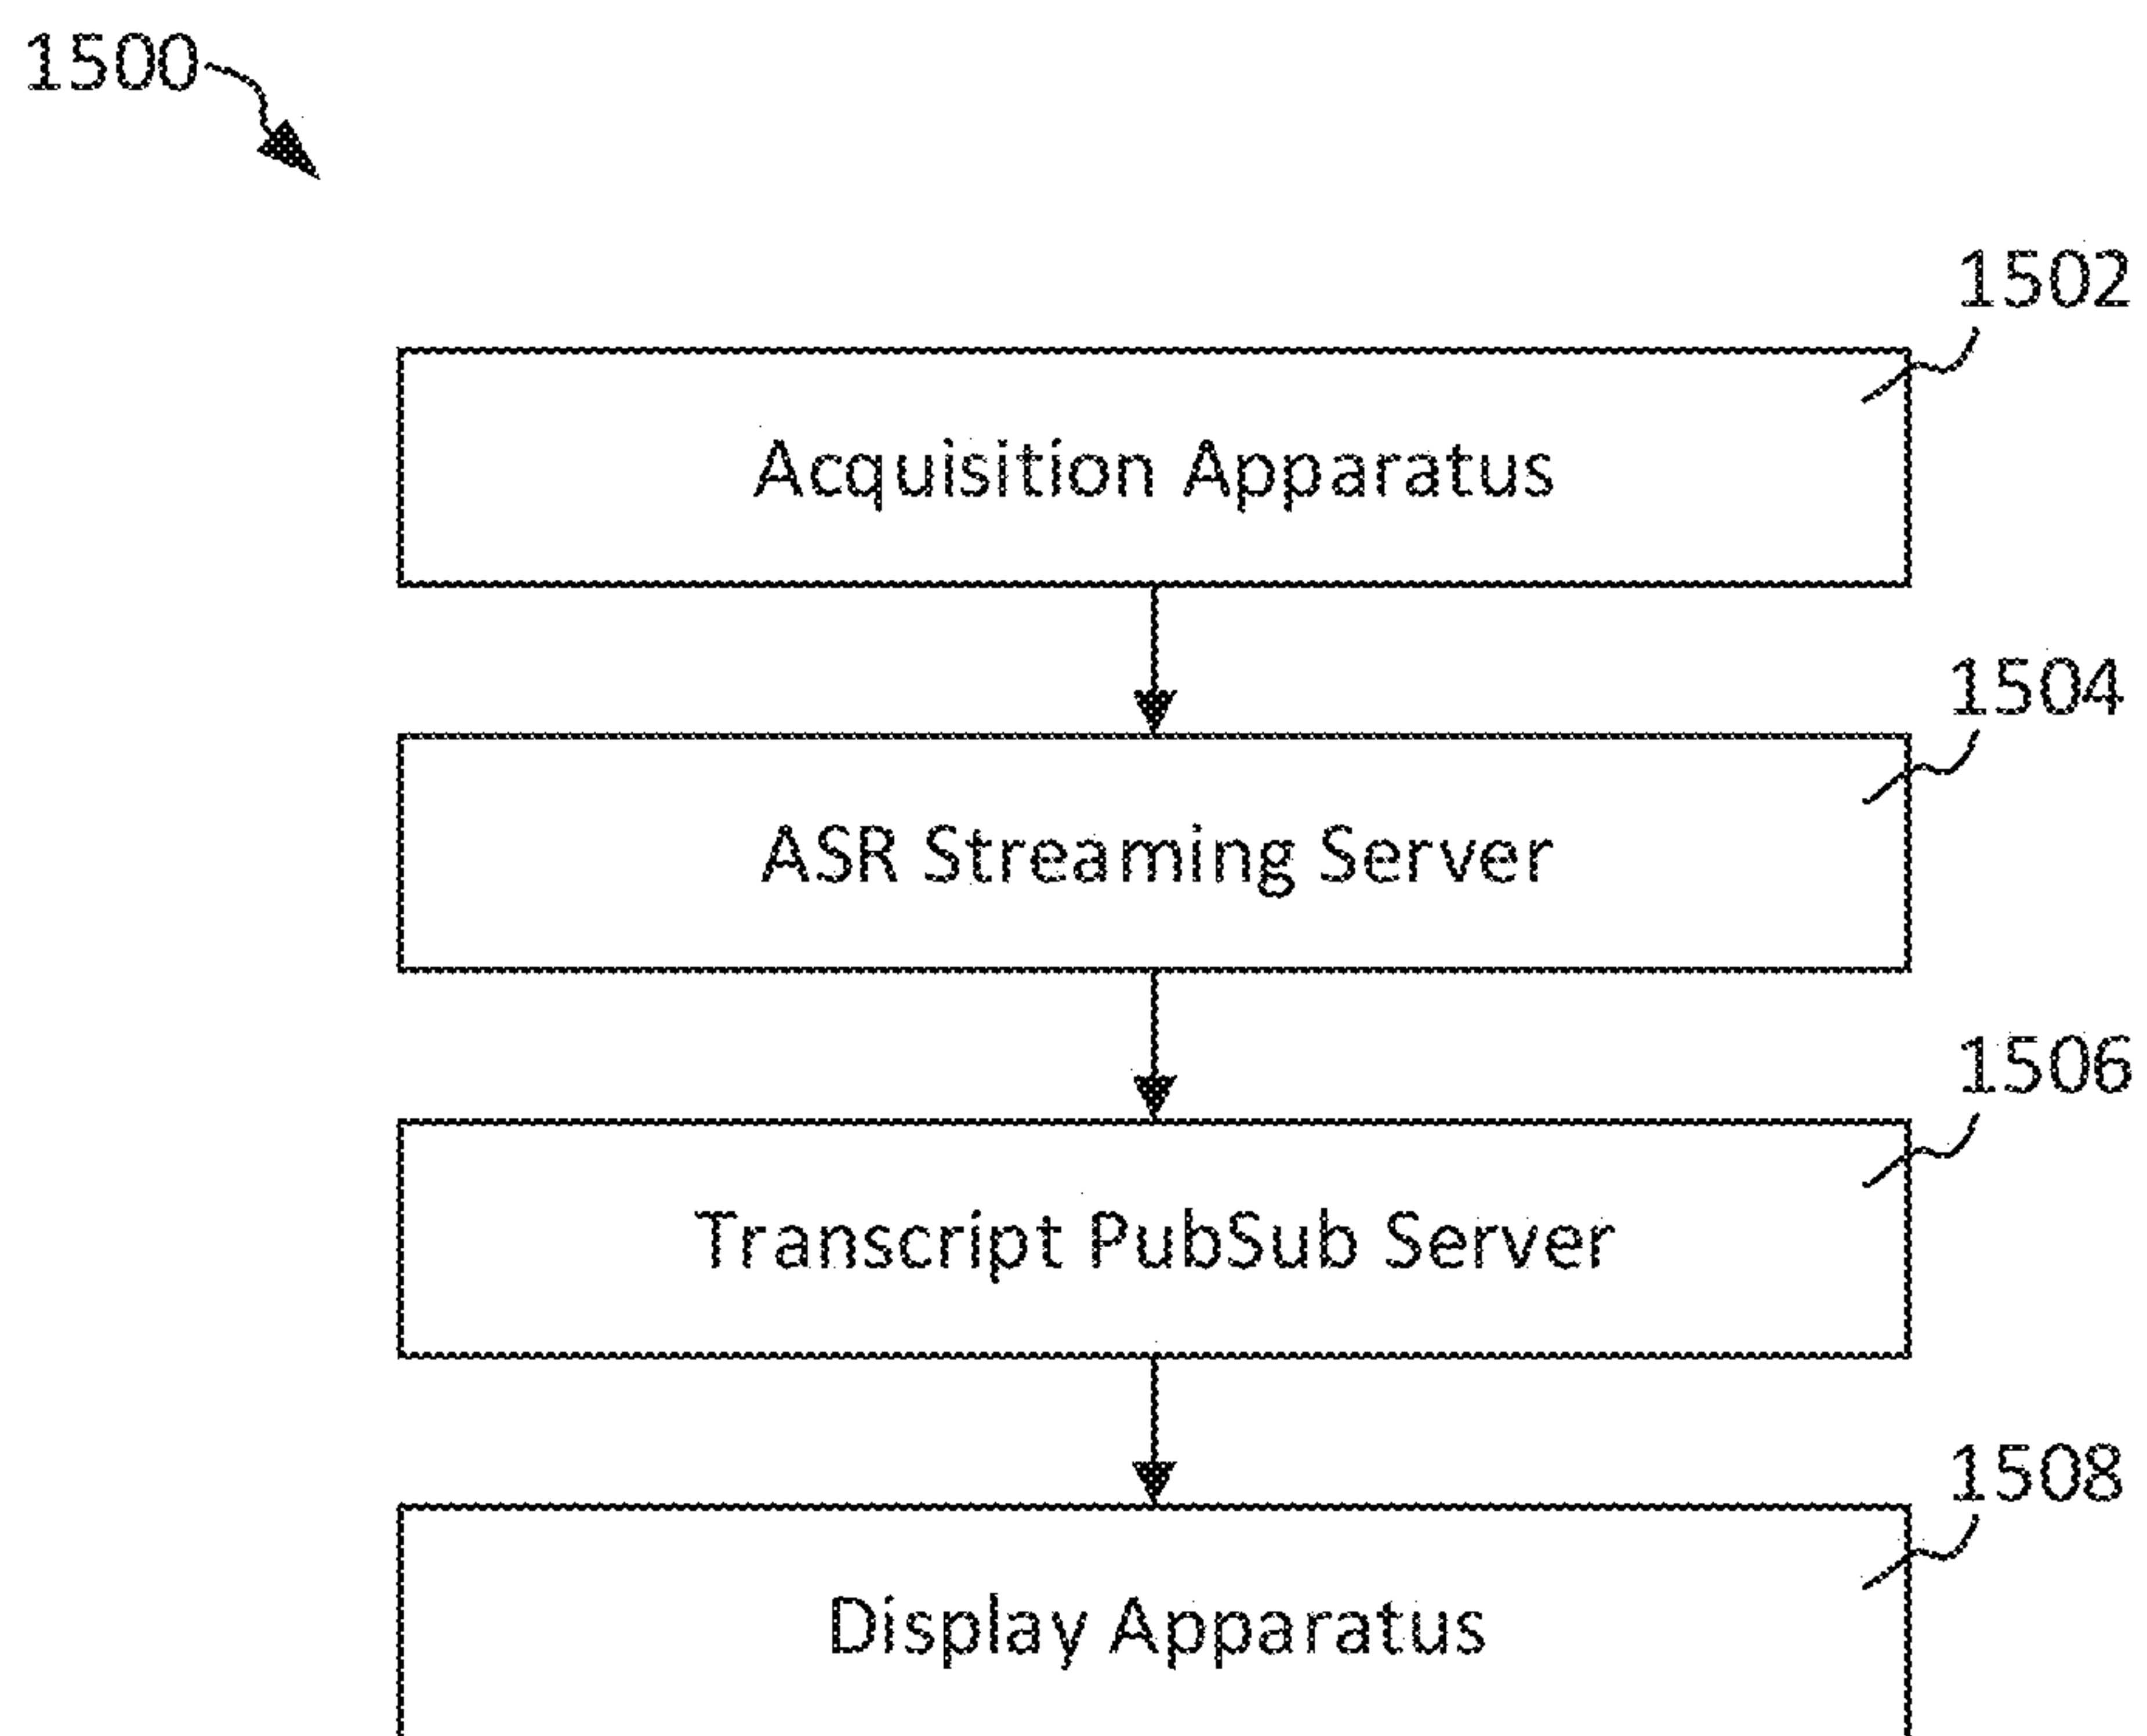 1500
1502
Acquisition Apparatus
1504
ASR Streaming Server
1506
Transcript PubSub Server
1508
Display Apparatus